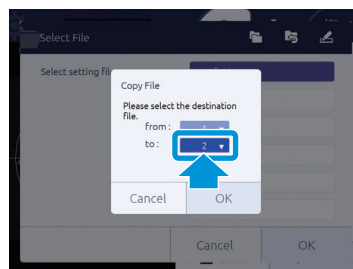 Select File
Select setting fil
Copy File
Please select the destination
file.
from :
to :
2
Cancel
OK
Cancel
OK